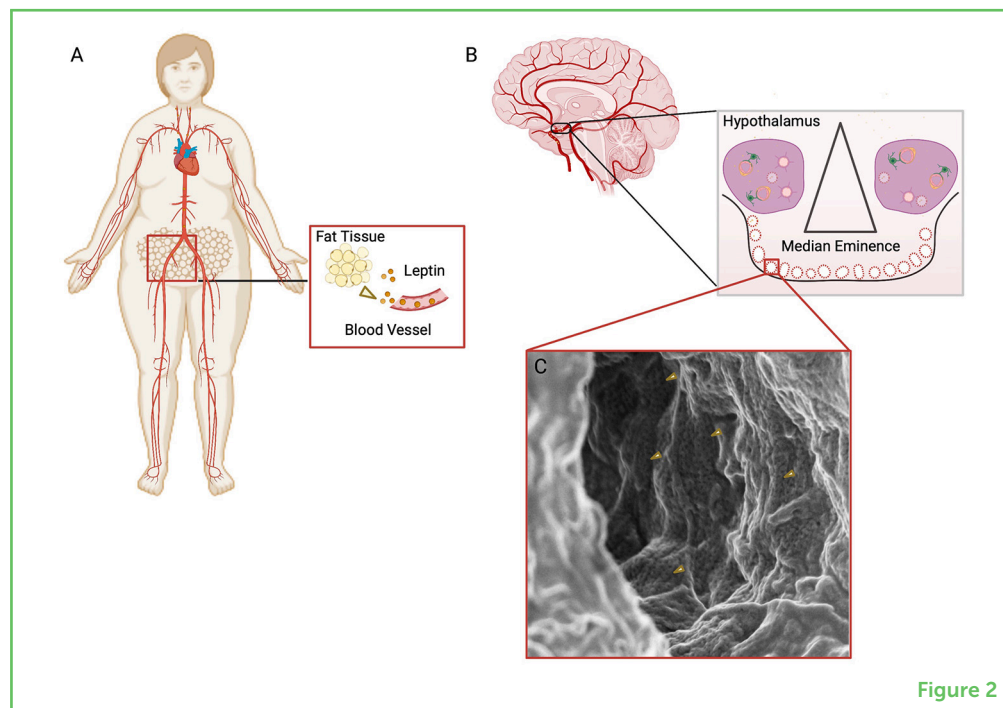 A
B
Hypothalamus
Median Eminence
Fat Tissue
Leptin
Blood Vessel
C
Figure 2